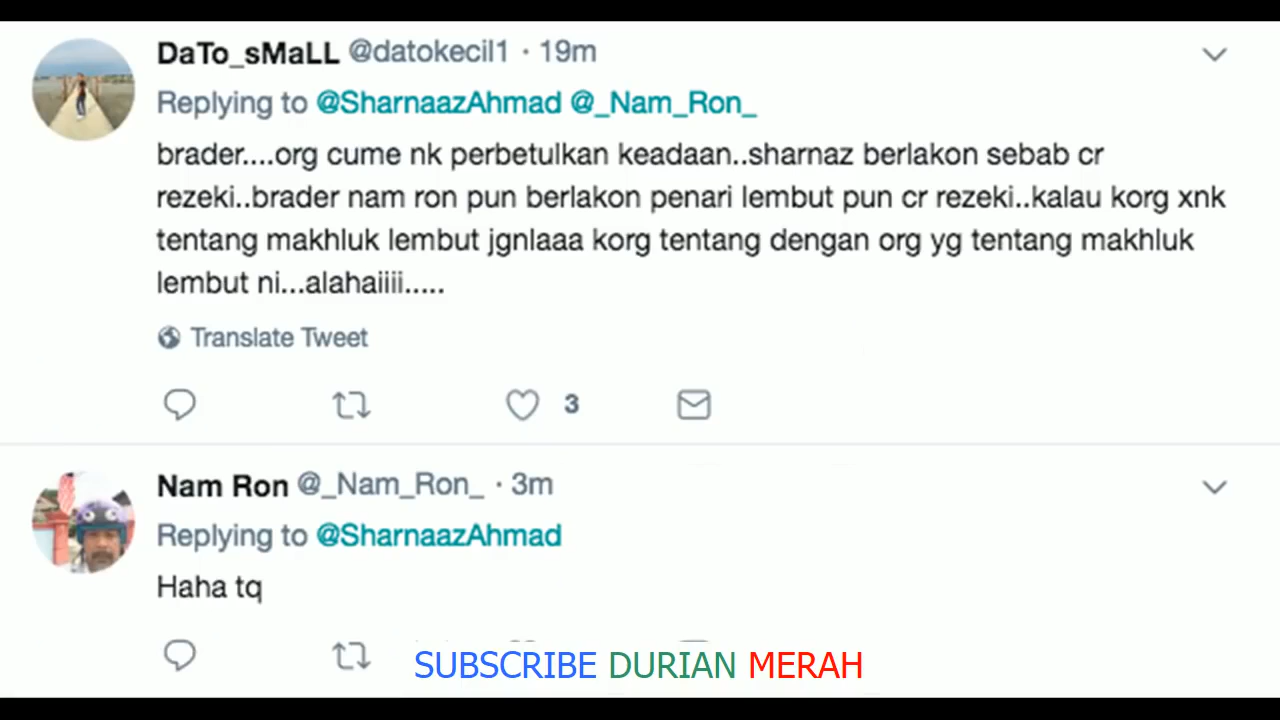 DaTo_sMaLL @datokecil1 · 19m
Replying to @SharnaazAhmad @_Nam_Ron_
brader....org cume nk perbetulkan keadaan..sharnaz berlakon sebab cr
rezeki..brader nam ron pun berlakon penari lembut pun cr rezeki..kalau korg xnk
tentang makhluk lembut jgnlaaa korg tentang dengan org yg tentang makhluk
lembut ni...alahaiiii.....
Translate Tweet
3
Nam Ron @_Nam_Ron_ · 3m
Replying to @SharnaazAhmad
Haha tq
SUBSCRIBE DURIAN MERAH